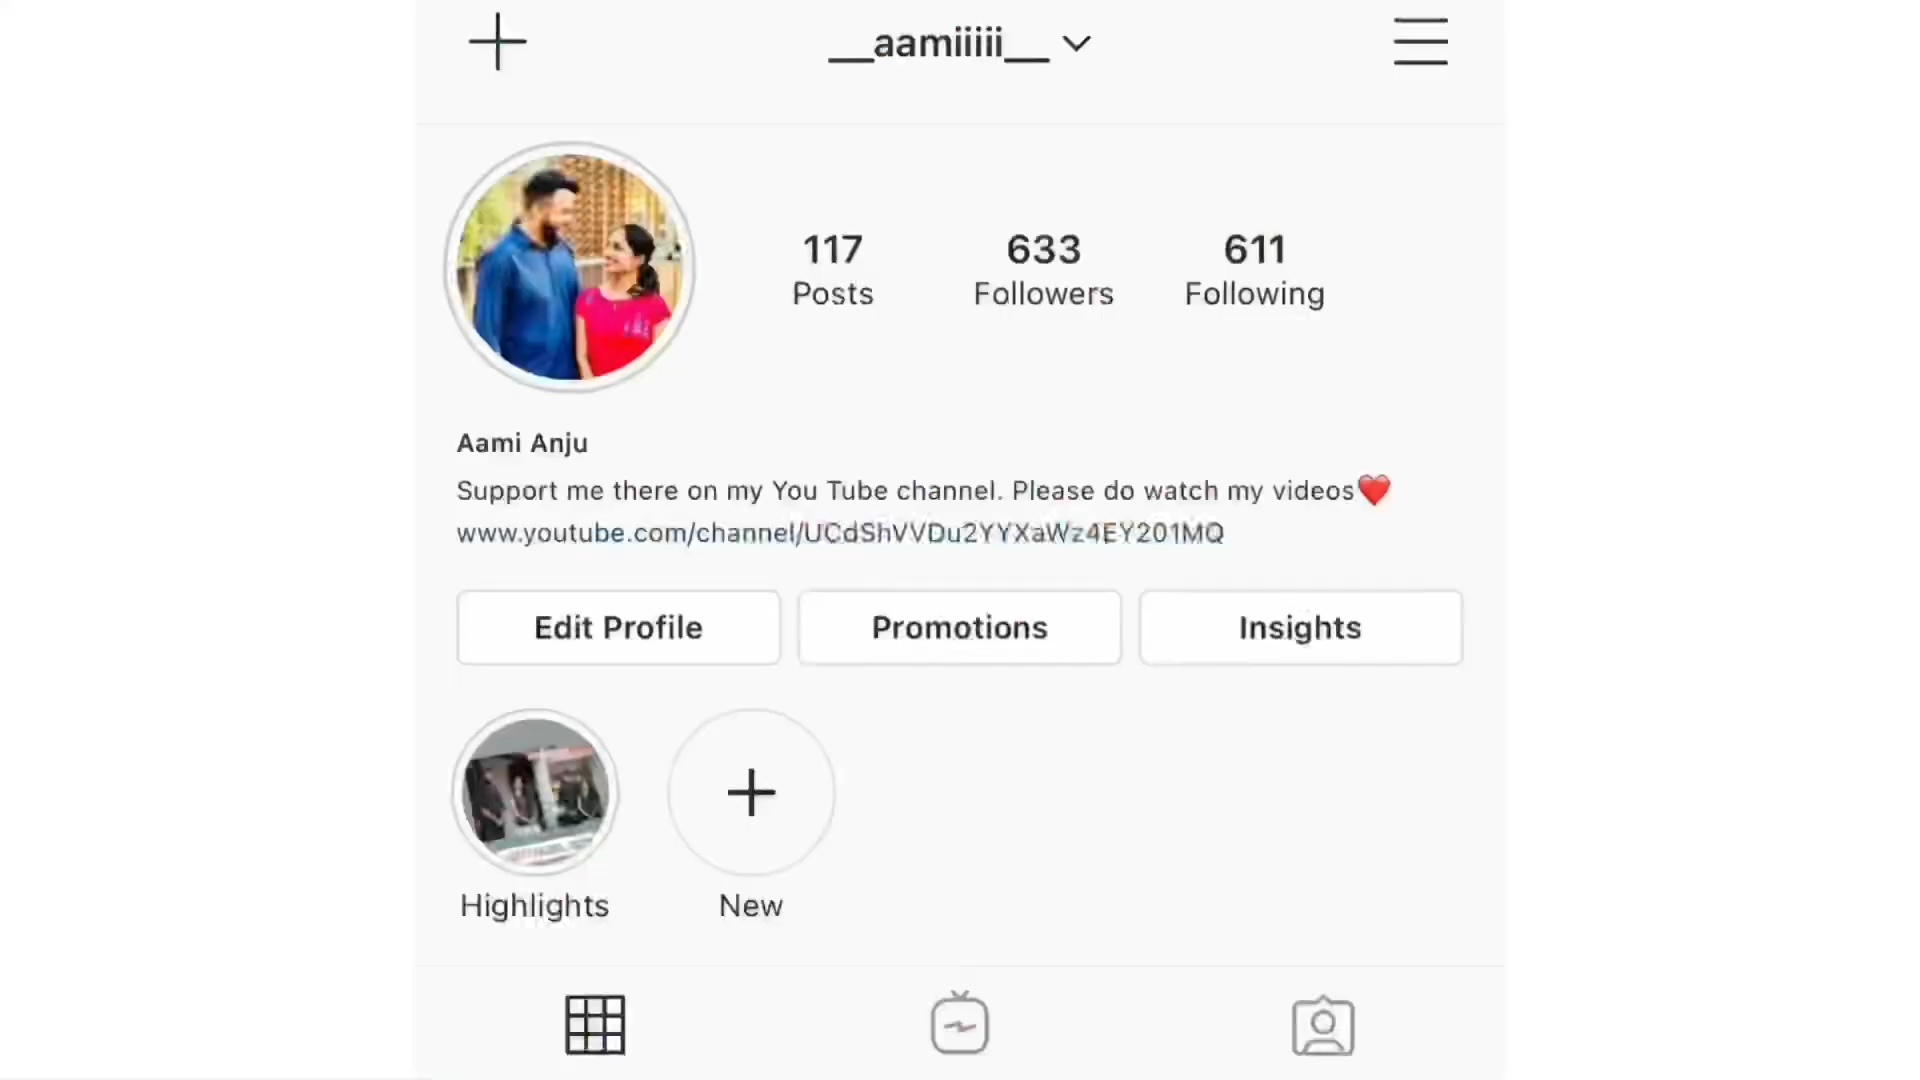 __aamiiiii__
117 633 611
Posts Followers Following
Aami Anju
Support me there on my You Tube channel. Please do watch my videos❤️
www.youtube.com/channel/UCdShVVDu2YYXaWz4EY201MQ
Edit Profile Promotions Insights
Highlights New